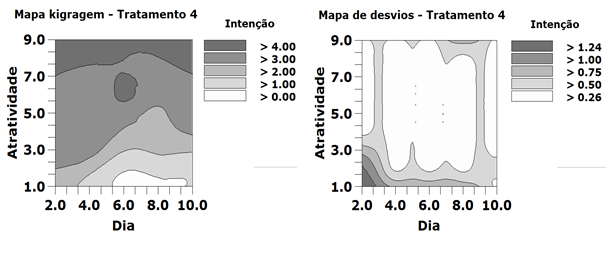 Mapa kigragem - Tratamento 4
Intenção
> 4.00
> 3.00
> 2.00
> 1.00
> 0.00
Atratividade
9.0
7.0
5.0
3.0
1.0
2.0 4.0 6.0 8.0 10.0
Dia
Mapa de desvios - Tratamento 4
Intenção
> 1.24
> 1.00
> 0.75
> 0.50
> 0.26
Atratividade
9.0
7.0
5.0
3.0
1.0
2.0 4.0 6.0 8.0 10.0
Dia